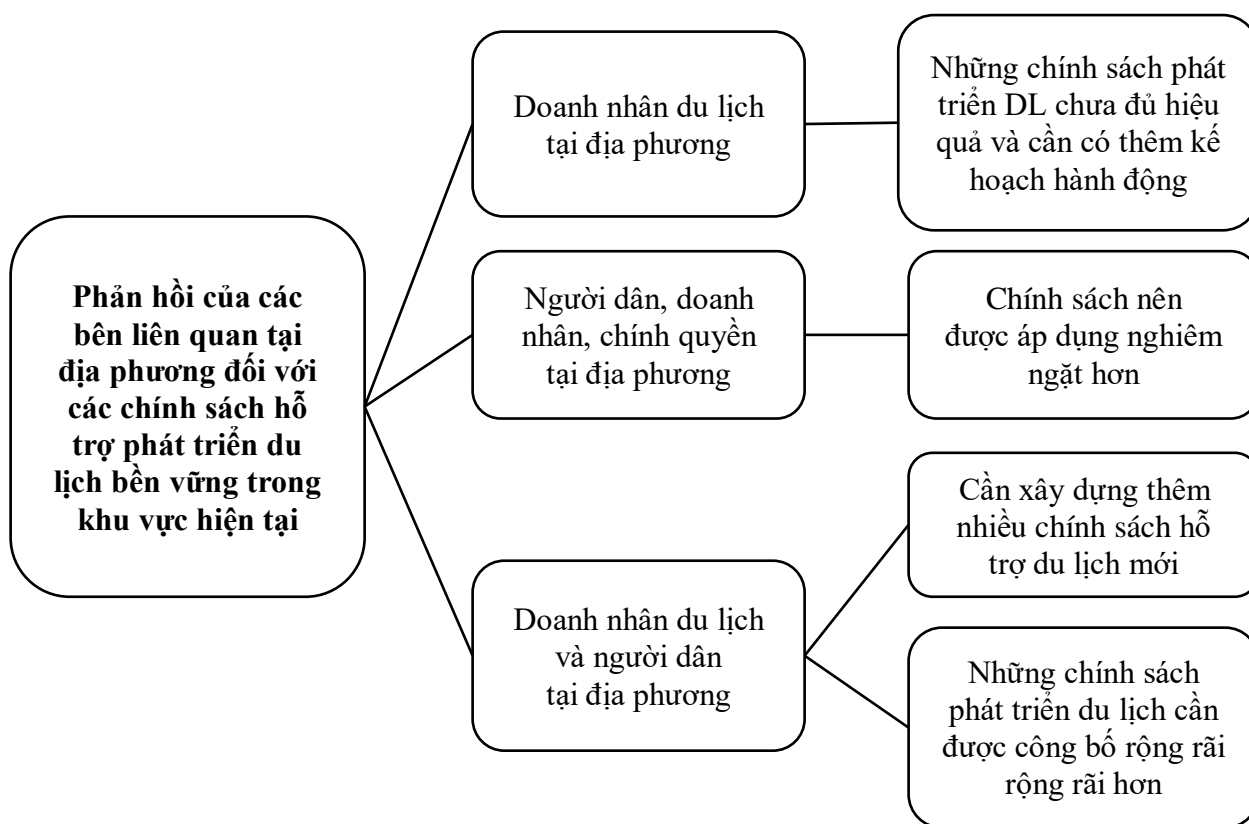 Phản hồi của các
bên liên quan tại
địa phương đối với
các chính sách hỗ
trợ phát triển du
lịch bền vững trong
khu vực hiện tại
Doanh nhân du lịch
tại địa phương
Những chính sách phát
triển DL chưa đủ hiệu
quả và cần có thêm kế
hoạch hành động
Người dân, doanh
nhân, chính quyền
tại địa phương
Chính sách nên
được áp dụng nghiêm
ngặt hơn
Doanh nhân du lịch
và người dân
tại địa phương
Cần xây dựng thêm
nhiều chính sách hỗ
trợ du lịch mới
Những chính sách
phát triển du lịch cần
được công bố rộng rãi
rộng rãi hơn